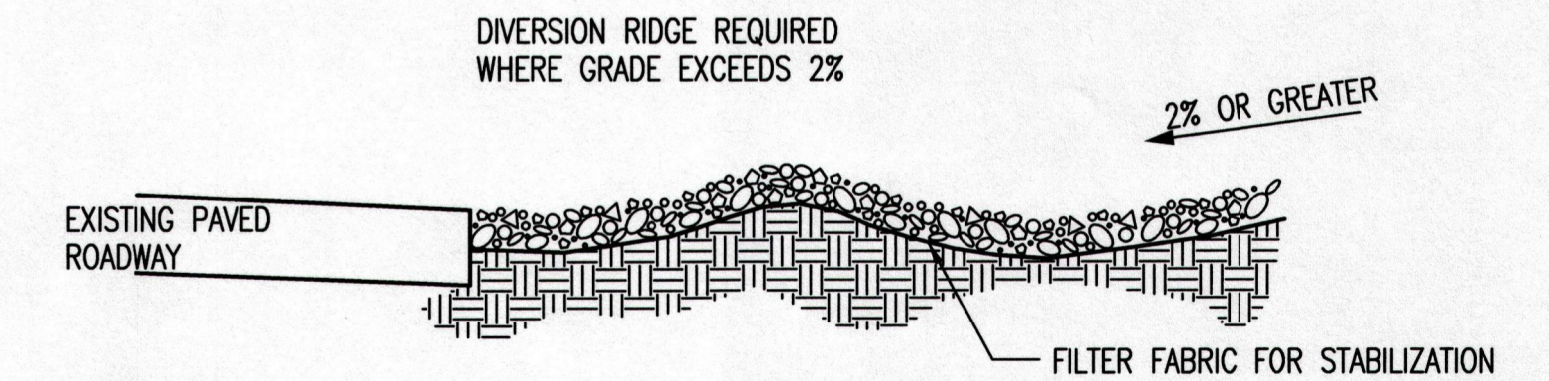 DIVERSION RIDGE REQUIRED
WHERE GRADE EXCEEDS 2%
2% OR GREATER
EXISTING PAVED
ROADWAY
FILTER FABRIC FOR STABILIZATION